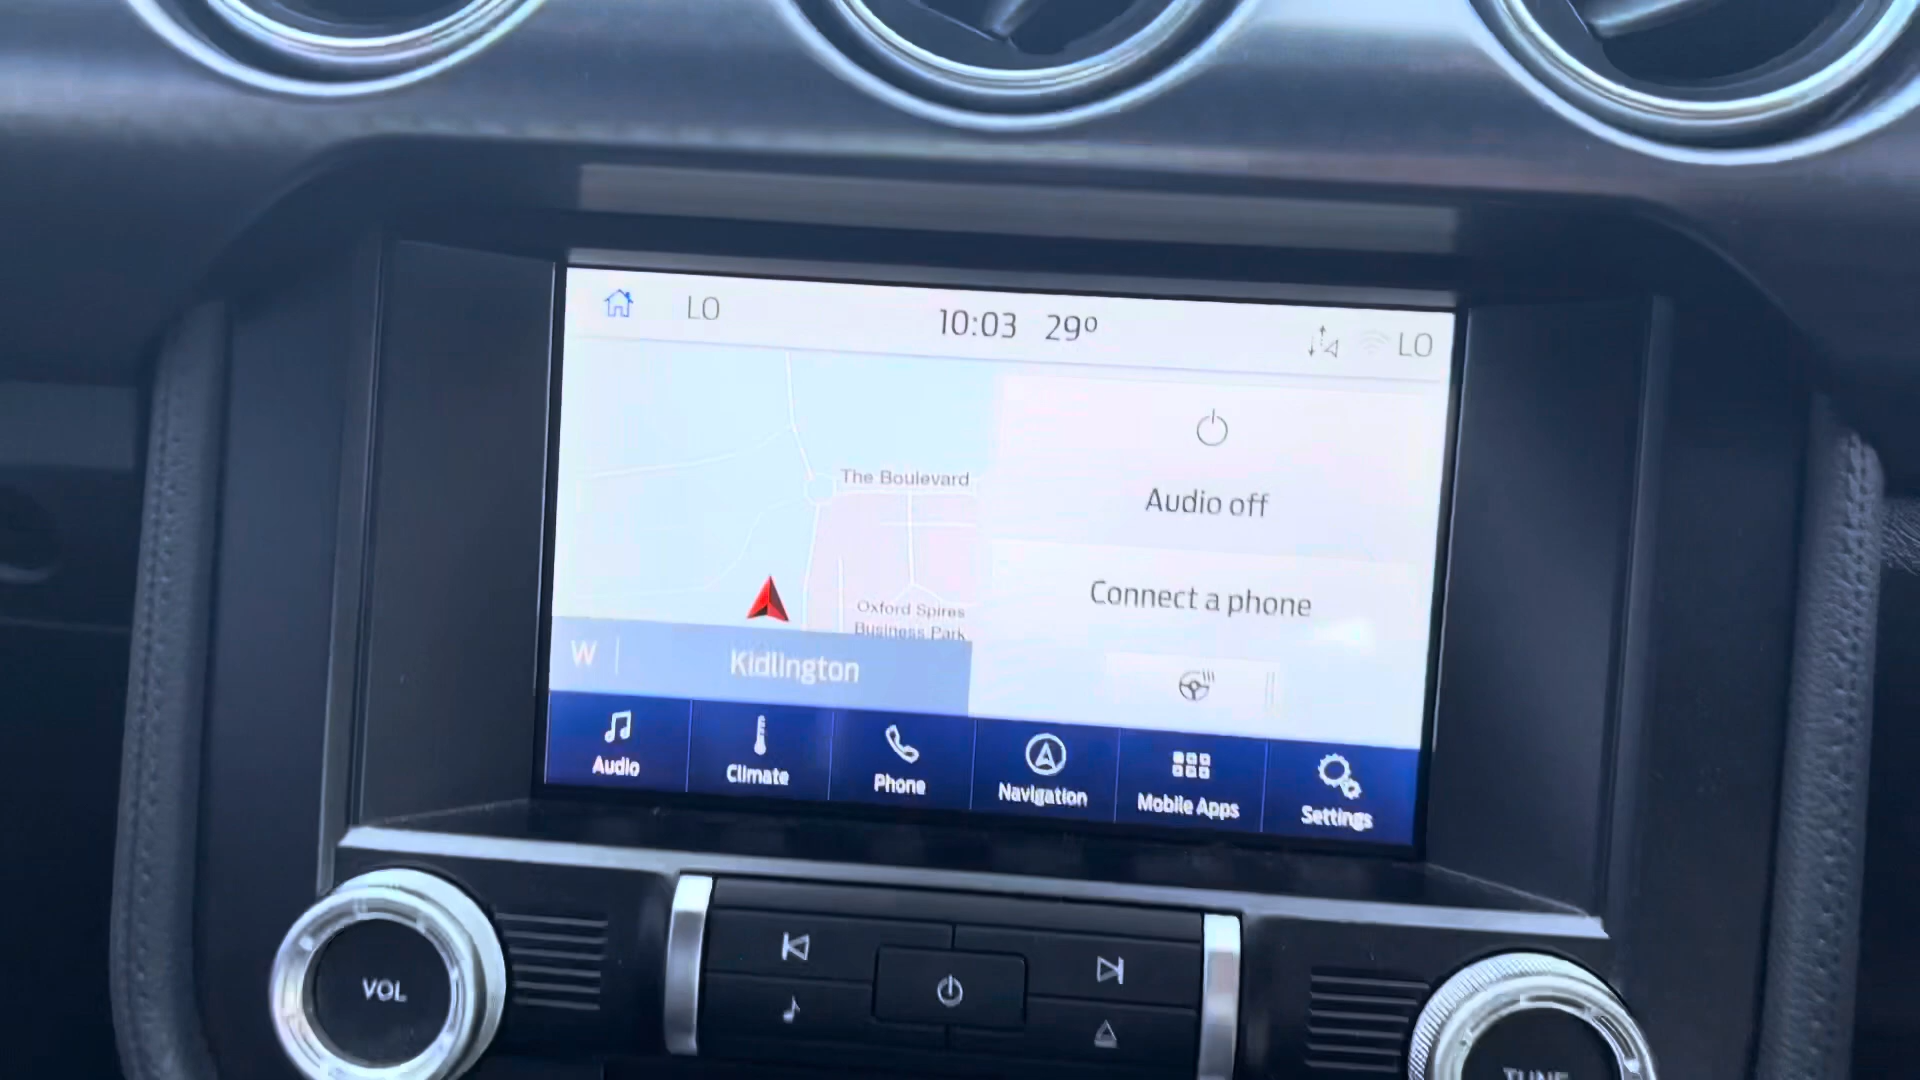 LO
10:03 29°
LO
The Boulevard
Audio off
Connect a phone
Oxford Spires
Business Park
W
Kidlington
Audio
Climate
Phone
Navigation
Mobile Apps
Settings
VOL
TUNE